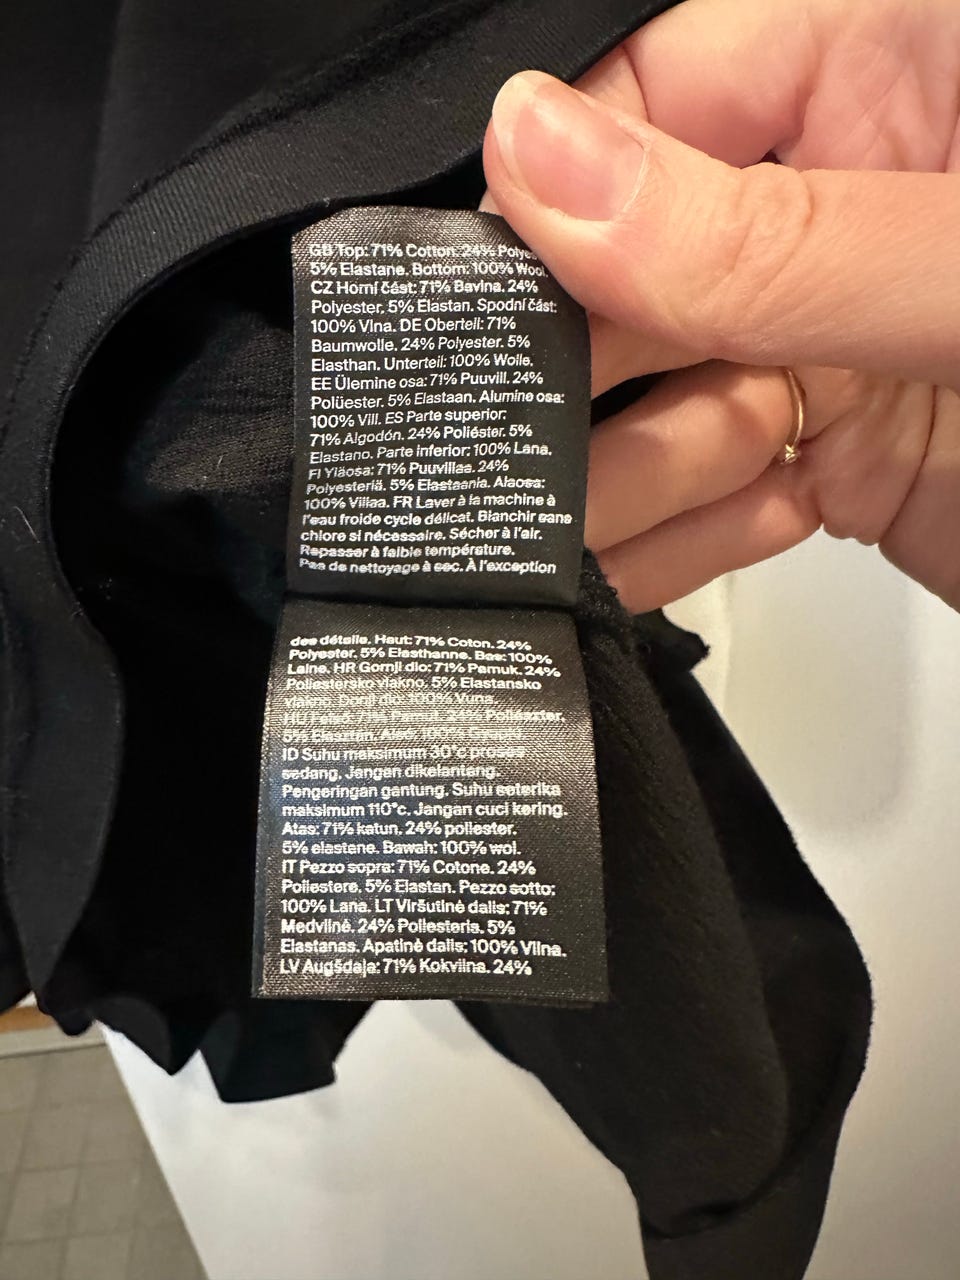 GB Top: 71% Cotton. 24% Polyes
5% Elastane. Bottom: 100% Wool.
CZ Horní část: 71% Bavlna. 24%
Polyester. 5% Elastan. Spodní část:
100% Vlna. DE Oberteil: 71%
Baumwolle. 24% Polyester. 5%
Elasthan. Unterteil: 100% Wolle.
EE Ülemine osa: 71% Puuvill. 24%
Polüester. 5% Elastaan. Alumine osa:
100% Vill. ES Parte superior:
71% Algodón. 24% Poliéster. 5%
Elastano. Parte inferior: 100% Lana.
FI Yläosa: 71% Puuvillaa. 24%
Polyesteriä. 5% Elastaania. Alaosa:
100% Villaa. FR Laver à la machine à
l'eau froide cycle délicat. Blanchir sans
chlore si nécessaire. Sécher à l'air.
Repasser à faible température.
Pas de nettoyage à sec. À l'exception
des détails. Haut: 71% Coton. 24%
Polyester. 5% Elasthanne. Bas: 100%
Laine. HR Gornji dio: 71% Pamuk. 24%
Poliestersko vlakno. 5% Elastansko
vlakno. Donji dio: 100% Vuna.
HU Felső: 71% Pamut. 24% Poliészter.
5% Elasztán. Alsó: 100% Gyapjú.
ID Suhu maksimum 30°c proses
sedang. Jangan dikelantang.
Pengeringan gantung. Suhu seterika
maksimum 110°c. Jangan cuci kering.
Atas: 71% katun. 24% poliester.
5% elastane. Bawah: 100% wol.
IT Pezzo sopra: 71% Cotone. 24%
Poliestere. 5% Elastan. Pezzo sotto:
100% Lana. LT Viršutinė dalis: 71%
Medvilnė. 24% Poliesteris. 5%
Elastanas. Apatinė dalis: 100% Vilna.
LV Augšdaļa: 71% Kokvilna. 24%